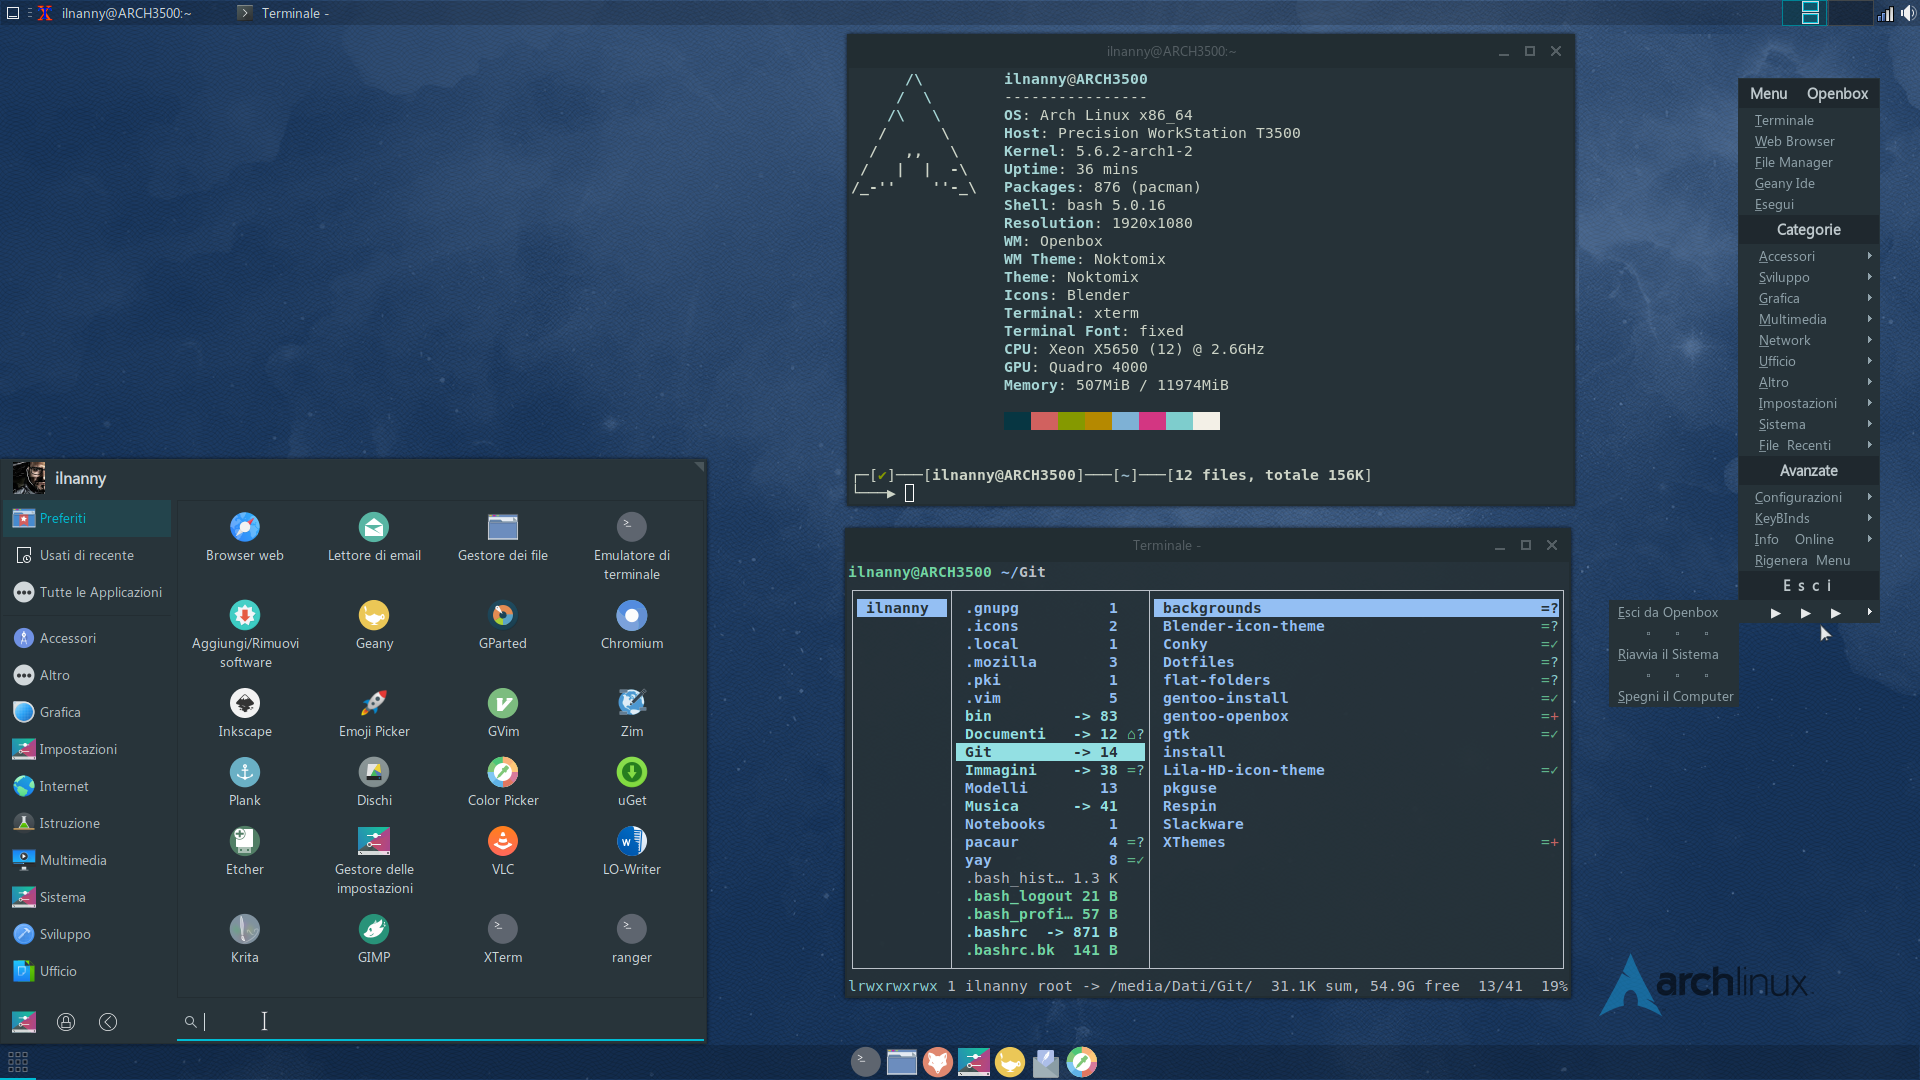 ilnanny@ARCH3500:~
Terminale -
ilnanny@ARCH3500:~
ilnanny@ARCH3500
----------------
OS: Arch Linux x86_64
Host: Precision WorkStation T3500
Kernel: 5.6.2-arch1-2
Uptime: 36 mins
Packages: 876 (pacman)
Shell: bash 5.0.16
Resolution: 1920x1080
WM: Openbox
WM Theme: Noktomix
Theme: Noktomix
Icons: Blender
Terminal: xterm
Terminal Font: fixed
CPU: Xeon X5650 (12) @ 2.6GHz
GPU: Quadro 4000
Memory: 507MiB / 11974MiB
┌─[✔]───[ilnanny@ARCH3500]───[~]───[12 files, totale 156K]
└───▶
Menu Openbox
Terminale
Web Browser
File Manager
Geany Ide
Esegui
Categorie
Accessori
Sviluppo
Grafica
Multimedia
Network
Ufficio
Altro
Impostazioni
Sistema
File Recenti
Avanzate
Configurazioni
KeyBInds
Info Online
Rigenera Menu
E s c i
▶ ▶ ▶
Esci da Openbox
Riavvia il Sistema
Spegni il Computer
ilnanny
Preferiti
Usati di recente
Tutte le Applicazioni
Accessori
Altro
Grafica
Impostazioni
Internet
Istruzione
Multimedia
Sistema
Sviluppo
Ufficio
Browser web
Lettore di email
Gestore dei file
Emulatore di
terminale
Aggiungi/Rimuovi
software
Geany
GParted
Chromium
Inkscape
Emoji Picker
GVim
Zim
Plank
Dischi
Color Picker
uGet
Etcher
Gestore delle
impostazioni
VLC
LO-Writer
Krita
GIMP
XTerm
ranger
Terminale -
ilnanny@ARCH3500 ~/Git
ilnanny
.gnupg 1
.icons 2
.local 1
.mozilla 3
.pki 1
.vim 5
bin -> 83
Documenti -> 12 ⌂?
Git -> 14
Immagini -> 38 =?
Modelli 13
Musica -> 41
Notebooks 1
pacaur 4 =?
yay 8 =✓
.bash_hist… 1.3 K
.bash_logout 21 B
.bash_profi… 57 B
.bashrc -> 871 B
.bashrc.bk 141 B
backgrounds =?
Blender-icon-theme =?
Conky =✓
Dotfiles =?
flat-folders =?
gentoo-install =✓
gentoo-openbox =+
gtk =✓
install
Lila-HD-icon-theme =✓
pkguse
Respin
Slackware
XThemes =+
lrwxrwxrwx 1 ilnanny root -> /media/Dati/Git/ 31.1K sum, 54.9G free 13/41 19%
archlinux